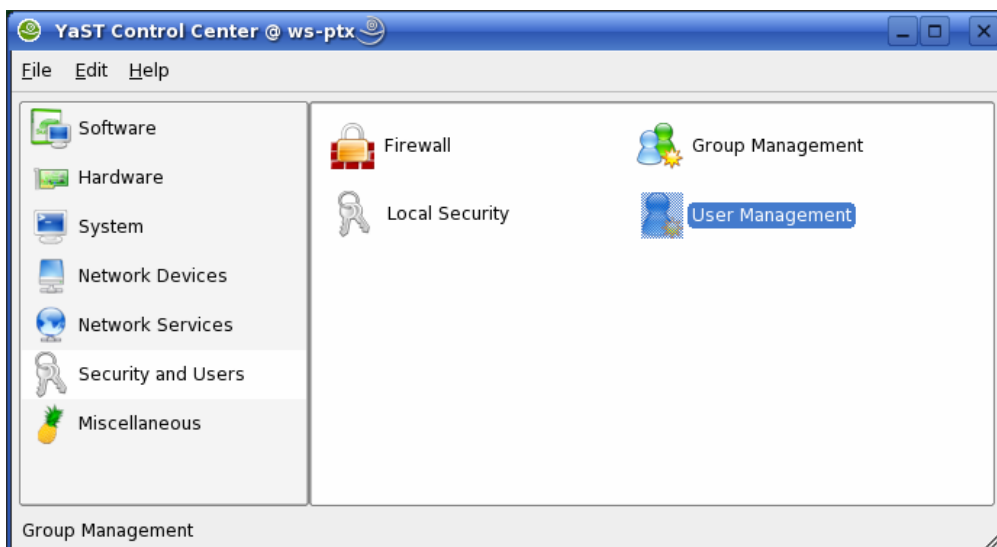 YaST Control Center @ ws-ptx
File Edit Help
Software
Hardware
System
Network Devices
Network Services
Security and Users
Miscellaneous
Firewall
Group Management
Local Security
User Management
Group Management